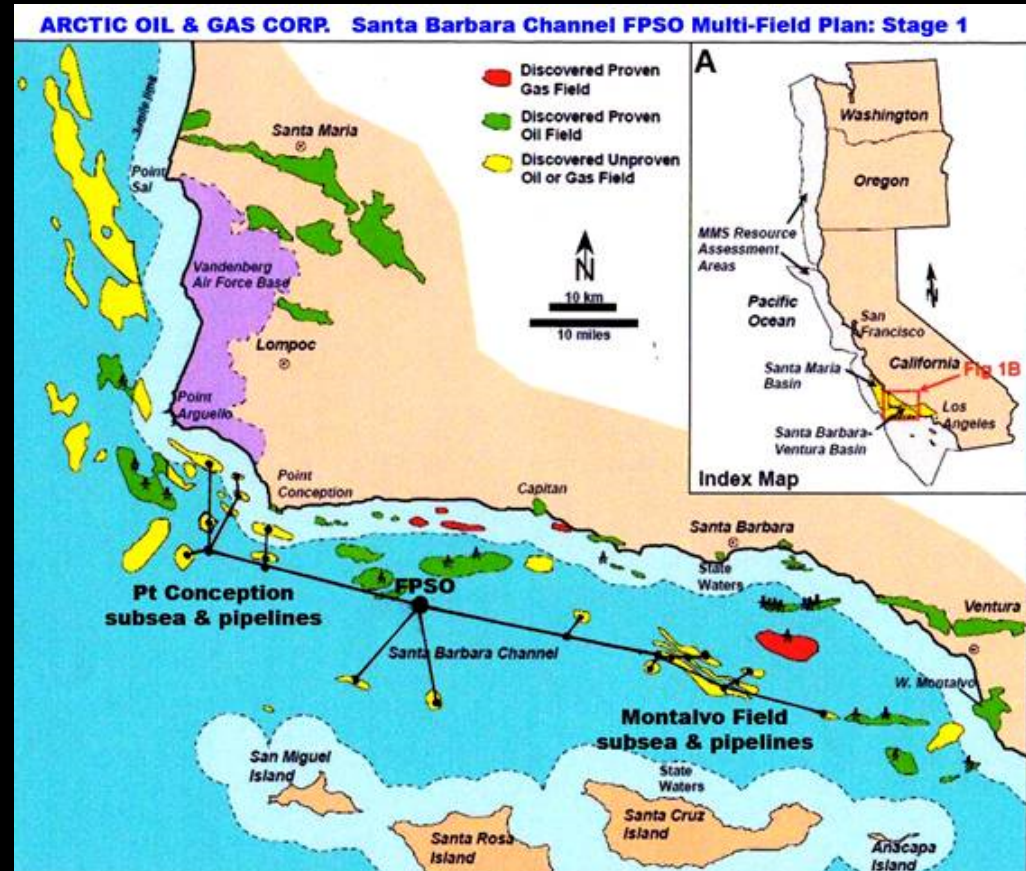 ARCTIC OIL & GAS CORP. Santa Barbara Channel FPSO Multi-Field Plan: Stage 1
Discovered Proven
Gas Field
Discovered Proven
Oil Field
Discovered Unproven
Oil or Gas Field
N
10 km
10 miles
A
Washington
Oregon
MMS Resource
Assessment
Areas
Pacific
Ocean
San
Francisco
California
Santa Maria
Basin
Fig 1B
Los
Angeles
Santa Barbara-
Ventura Basin
Index Map
N
Santa Maria
Point
Sal
Vandenberg
Air Force Base
Lompoc
Point
Arguello
Point
Conception
Capitan
Santa Barbara
State
Waters
Ventura
Pt Conception
subsea & pipelines
FPSO
Santa Barbara Channel
W. Montalvo
Montalvo Field
subsea & pipelines
San Miguel
Island
State
Waters
Santa Rosa
Island
Santa Cruz
Island
Anacapa
Island